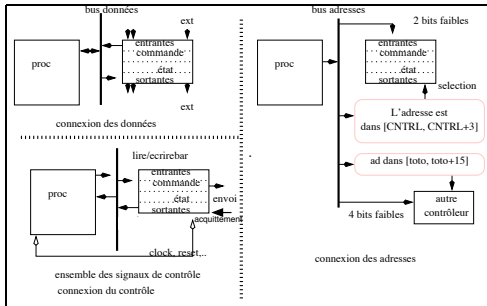 bus données
ext
entrantes
commande
proc
état
sortantes
ext
connexion des données
lire/ecrirebar
entrantes
commande
proc
état
envoi
sortantes
acquittement
clock, reset,..
ensemble des signaux de contrôle
connexion du contrôle
bus adresses
2 bits faibles
entrantes
commande
proc
état
sortantes
selection
L'adresse est
dans [CNTRL, CNTRL+3]
ad dans [toto, toto+15]
autre
contrôleur
4 bits faibles
connexion des adresses